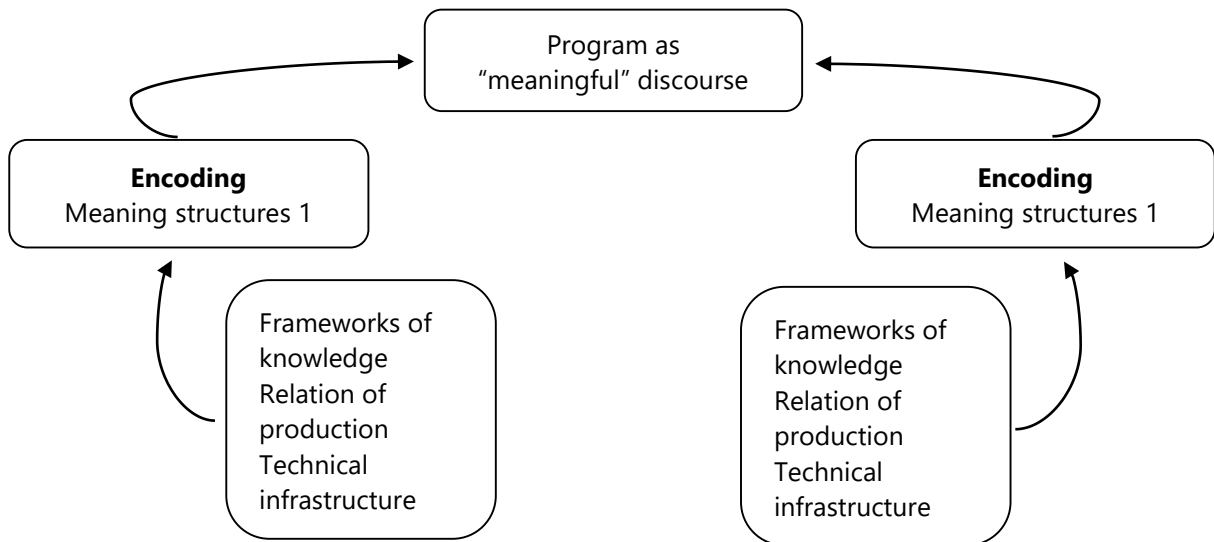 Program as
“meaningful” discourse
Encoding
Meaning structures 1
Encoding
Meaning structures 1
Frameworks of
knowledge
Relation of
production
Technical
infrastructure
Frameworks of
knowledge
Relation of
production
Technical
infrastructure